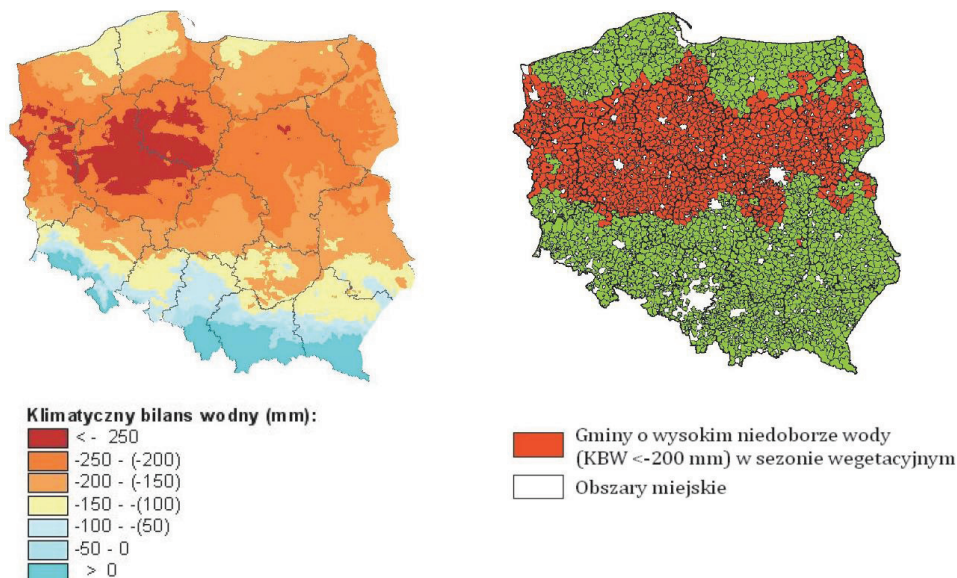 Klimatyczny bilans wodny (mm):
< - 250
-250 - (-200)
-200 - (-150)
-150 - -(100)
-100 - -(50)
-50 - 0
> 0
Gminy o wysokim niedoborze wody
(KBW <-200 mm) w sezonie wegetacyjnym
Obszary miejskie